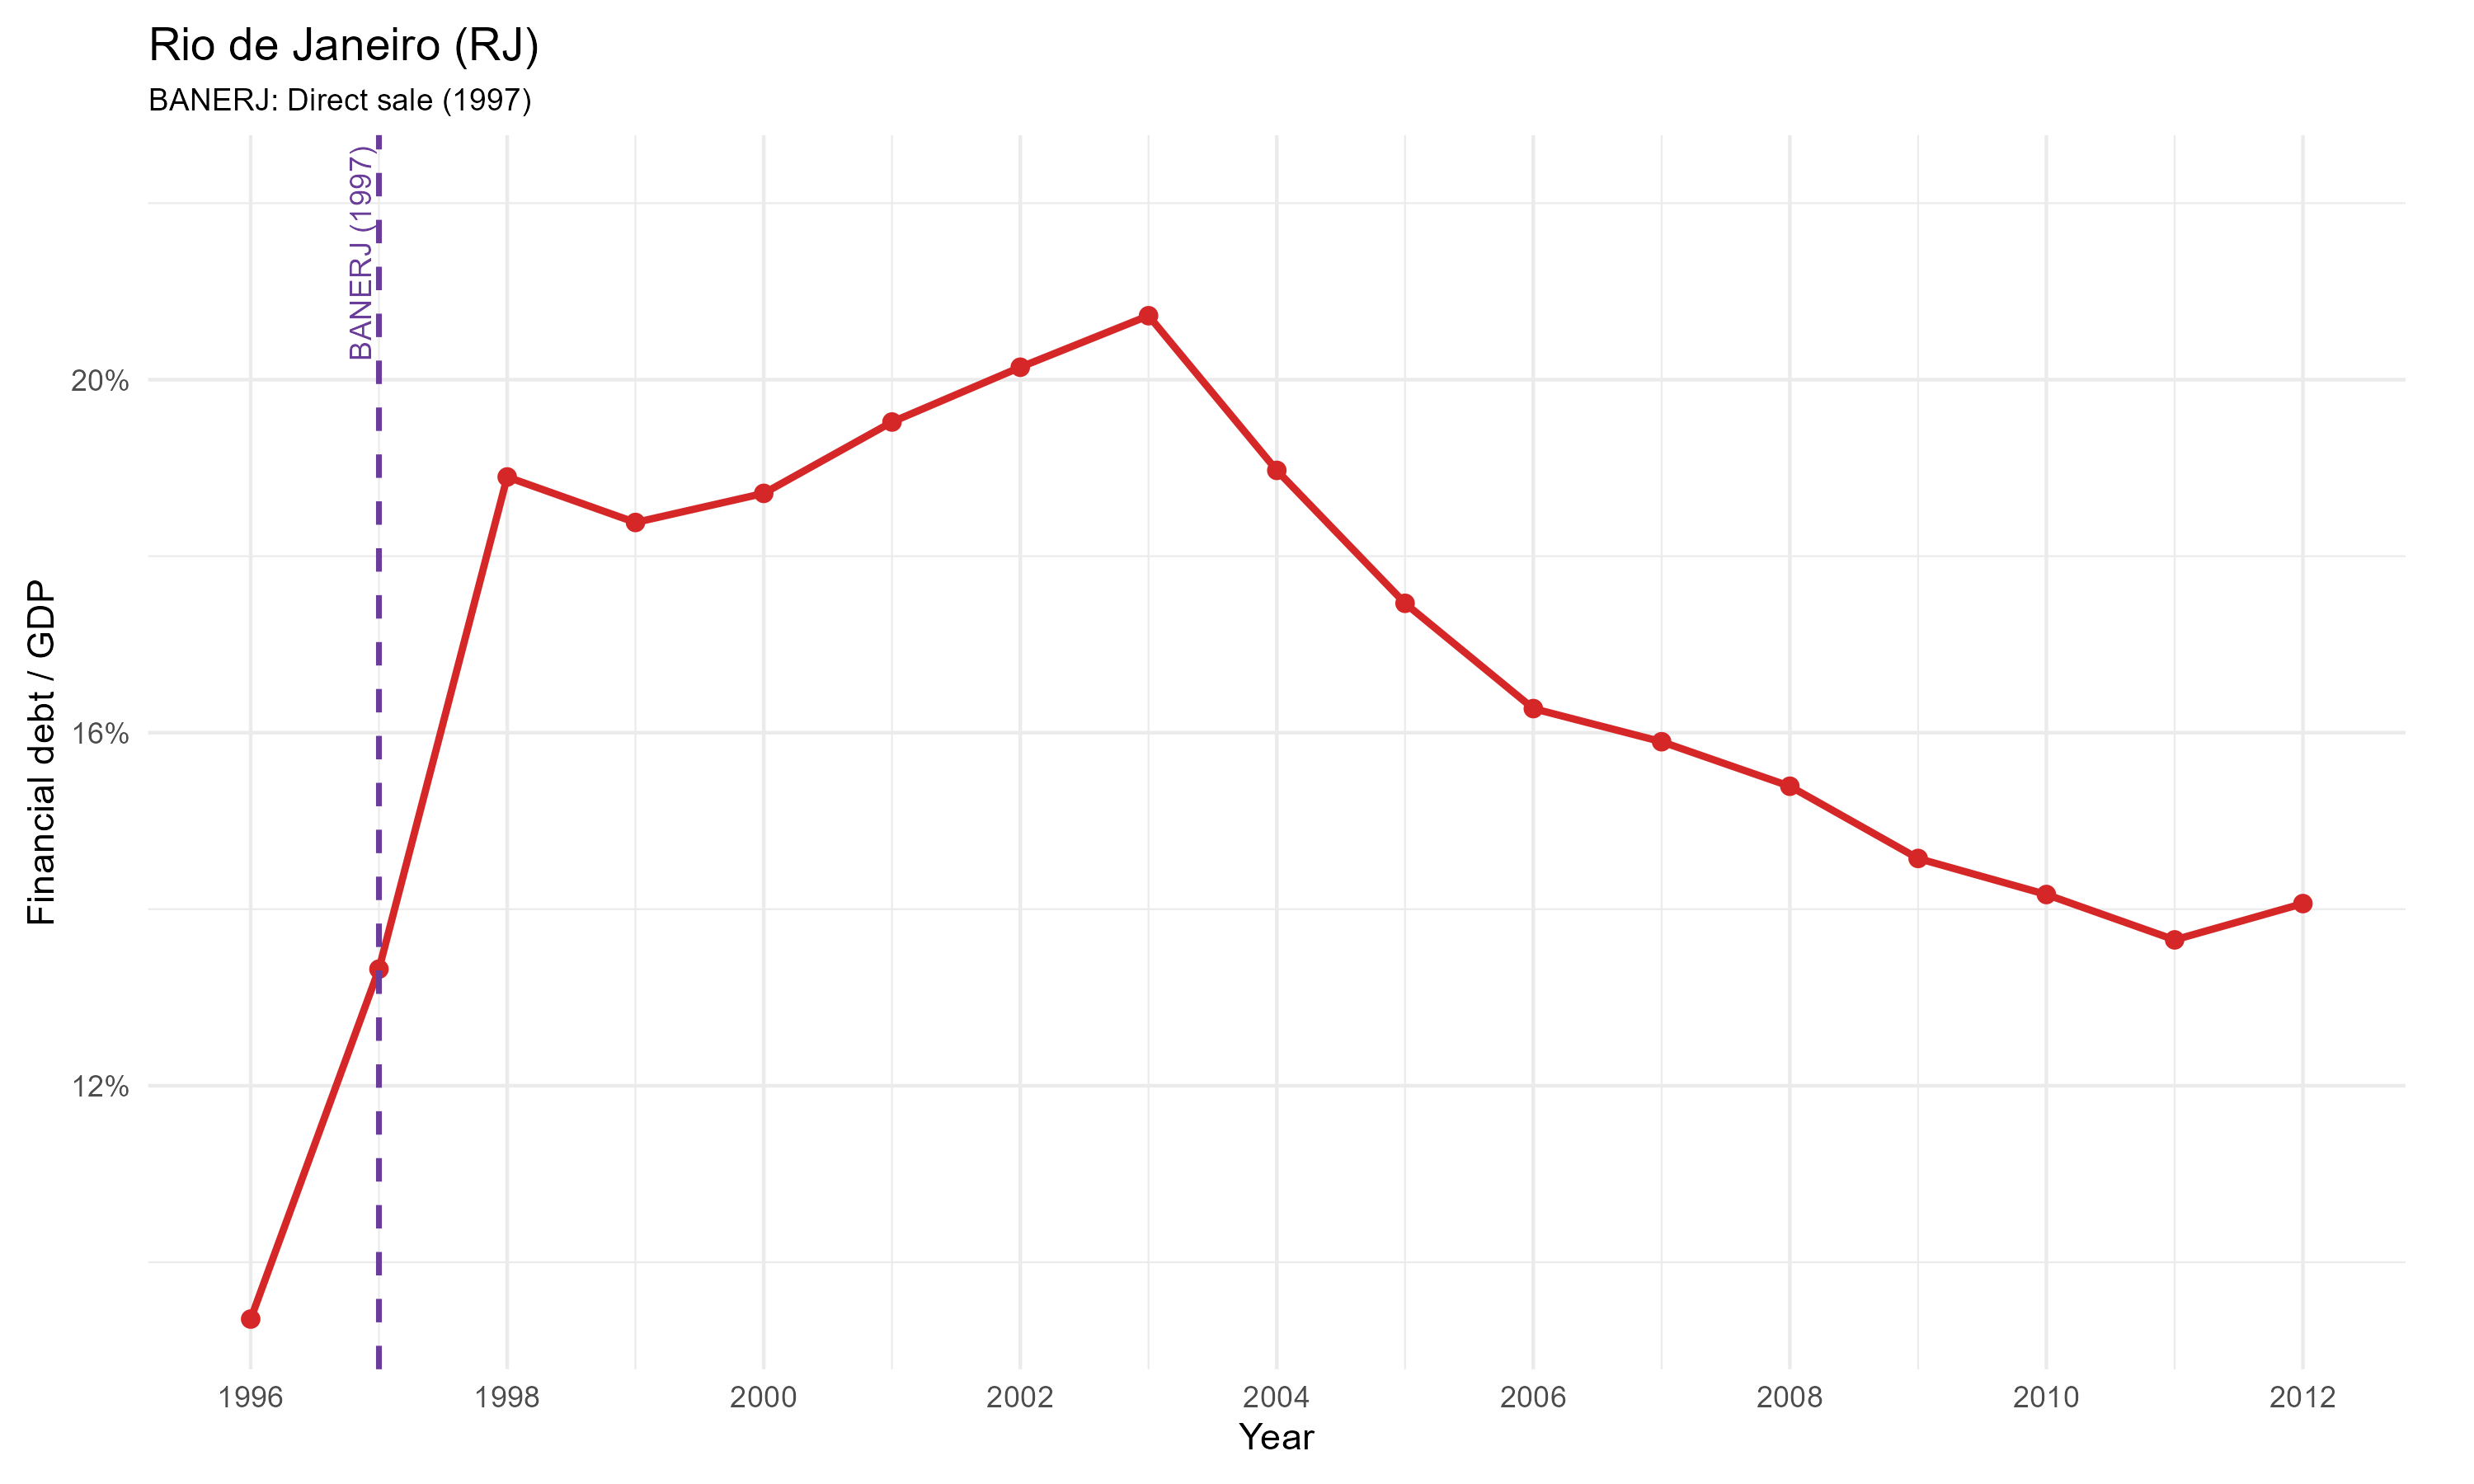 Rio de Janeiro (RJ)
BANERJ: Direct sale (1997)
BANERJ (1997)
20%
16%
12%
Financial debt / GDP
1996 1998 2000 2002 2004 2006 2008 2010 2012
Year